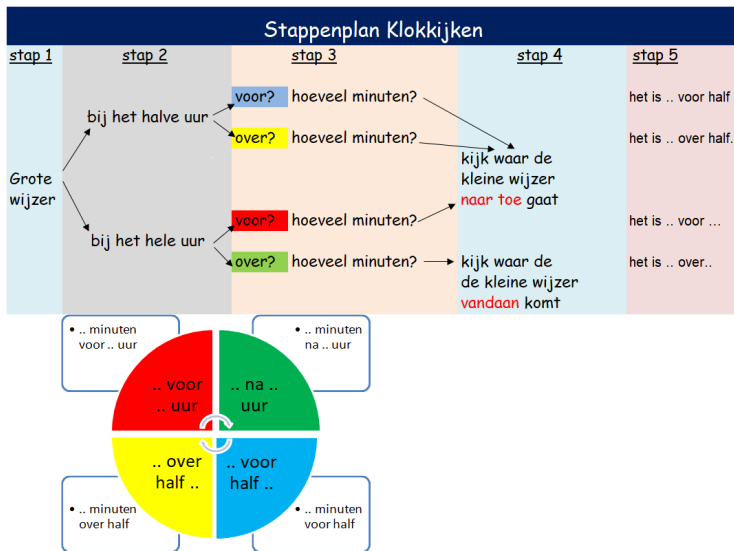 Stappenplan Klokkijken
stap 1
stap 2
stap 3
stap 4
stap 5
Grote
wijzer
bij het halve uur
bij het hele uur
voor? hoeveel minuten?
over? hoeveel minuten?
voor? hoeveel minuten?
over? hoeveel minuten?
kijk waar de
kleine wijzer
naar toe gaat
kijk waar de
de kleine wijzer
vandaan komt
het is .. voor half
het is .. over half.
het is .. voor ...
het is .. over..
• .. minuten
voor .. uur
• .. minuten
na .. uur
.. voor
.. uur
.. na ..
uur
.. over
half ..
.. voor
half ..
• .. minuten
over half
• .. minuten
voor half